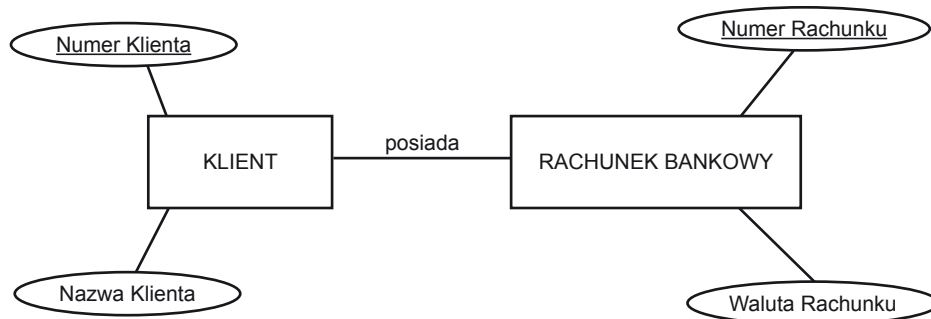 Numer Klienta
Numer Rachunku
KLIENT
posiada
RACHUNEK BANKOWY
Nazwa Klienta
Waluta Rachunku